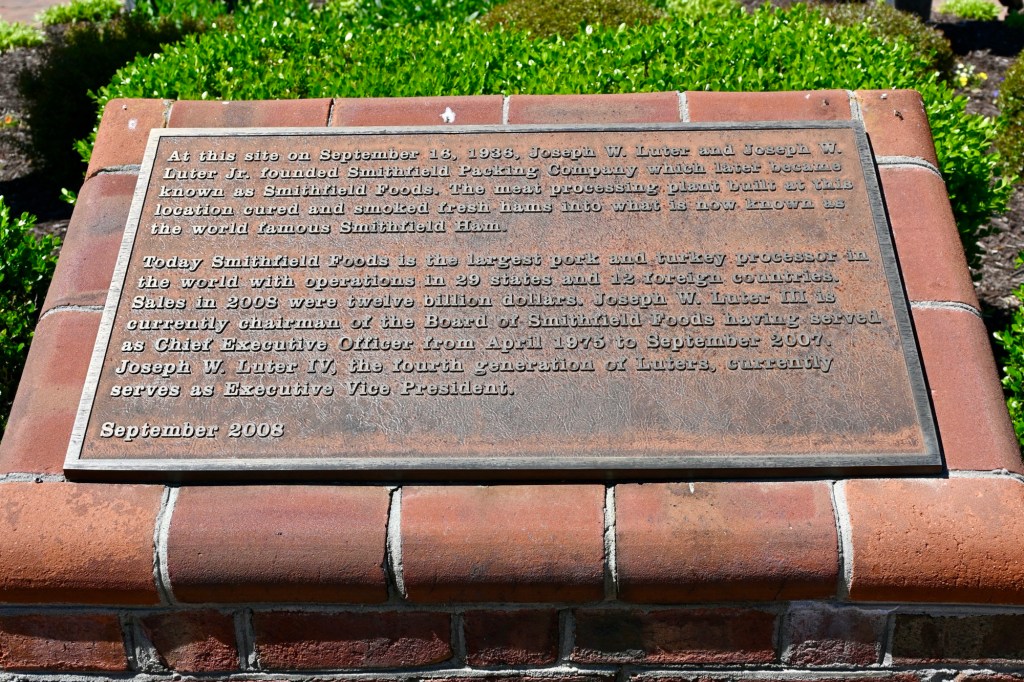 At this site on September 16, 1936, Joseph W. Luter and Joseph W.
Luter Jr. founded Smithfield Packing Company which later became
known as Smithfield Foods. The meat processing plant built at this
location cured and smoked fresh hams into what is now known as
the world famous Smithfield Ham.
Today Smithfield Foods is the largest pork and turkey processor in
the world with operations in 29 states and 12 foreign countries.
Sales in 2008 were twelve billion dollars. Joseph W. Luter III is
currently chairman of the Board of Smithfield Foods having served
as Chief Executive Officer from April 1975 to September 2007.
Joseph W. Luter IV, the fourth generation of Luters, currently
serves as Executive Vice President.
September 2008